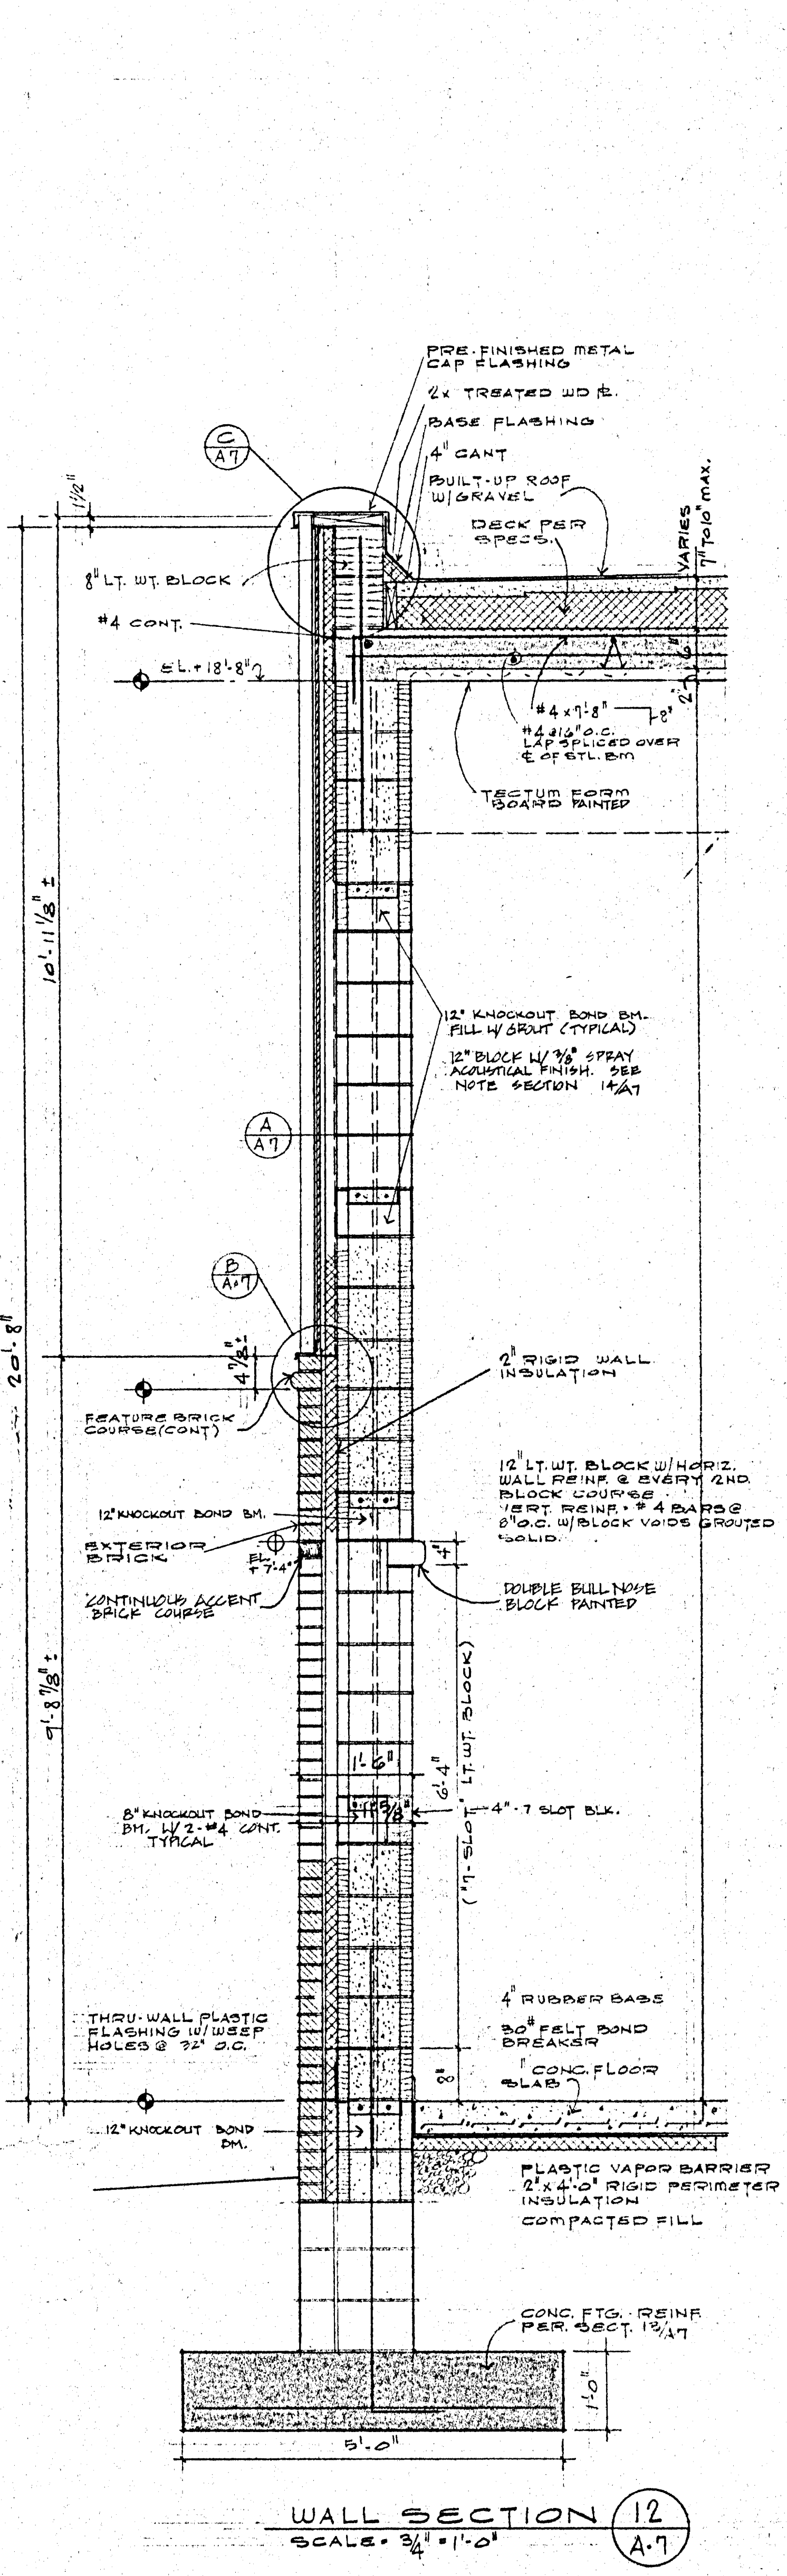 PRE-FINISHED METAL
CAP FLASHING
2x TREATED WD ⅊.
BASE FLASHING
4" CANT
BUILT-UP ROOF
W/GRAVEL
DECK PER
SPECS.
VARIES
7" TO 10" MAX.
C
A7
1½"
8" LT. WT. BLOCK
#4 CONT.
EL. + 18'-8"
6"
2"
#4 x 7'-8"
8"
#4 @ 16" O.C.
LAP SPLICED OVER
℄ OF STL. BM
TECTUM FORM
BOARD PAINTED
10'-11 1/8" ±
12" KNOCKOUT BOND BM.
FILL W/ GROUT (TYPICAL)
12" BLOCK W/ 3/8" SPRAY
ACOUSTICAL FINISH. SEE
NOTE SECTION 14/A7
A
A7
B
A·7
20'-8"
4 7/8" ±
FEATURE BRICK
COURSE (CONT)
2" RIGID WALL
INSULATION
12" LT. WT. BLOCK W/ HORIZ.
WALL REINF. @ EVERY 2ND.
BLOCK COURSE.
VERT. REINF. #4 BARS @
8" O.C. W/BLOCK VOIDS GROUTED
SOLID.
12" KNOCKOUT BOND BM.
EXTERIOR
BRICK
EL.
+ 7'-4"
4"
CONTINUOUS ACCENT
BRICK COURSE
DOUBLE BULLNOSE
BLOCK PAINTED
9'-8 7/8" ±
1'-6"
6'-4"
("7-SLOT" LT. WT. BLOCK)
8" KNOCKOUT BOND
BM. W/ 2-#4 CONT.
TYPICAL
5/8"
4"-7 SLOT BLK.
THRU-WALL PLASTIC
FLASHING W/WEEP
HOLES @ 32" O.C.
4" RUBBER BASE
30# FELT BOND
BREAKER
8"
CONC. FLOOR
SLAB
12" KNOCKOUT BOND
BM.
PLASTIC VAPOR BARRIER
2" x 4'-0" RIGID PERIMETER
INSULATION
COMPACTED FILL
CONC. FTG. REINF.
PER. SECT. 13/A7
1'-0"
5'-0"
WALL SECTION
SCALE · 3/4" = 1'-0"
12
A·7